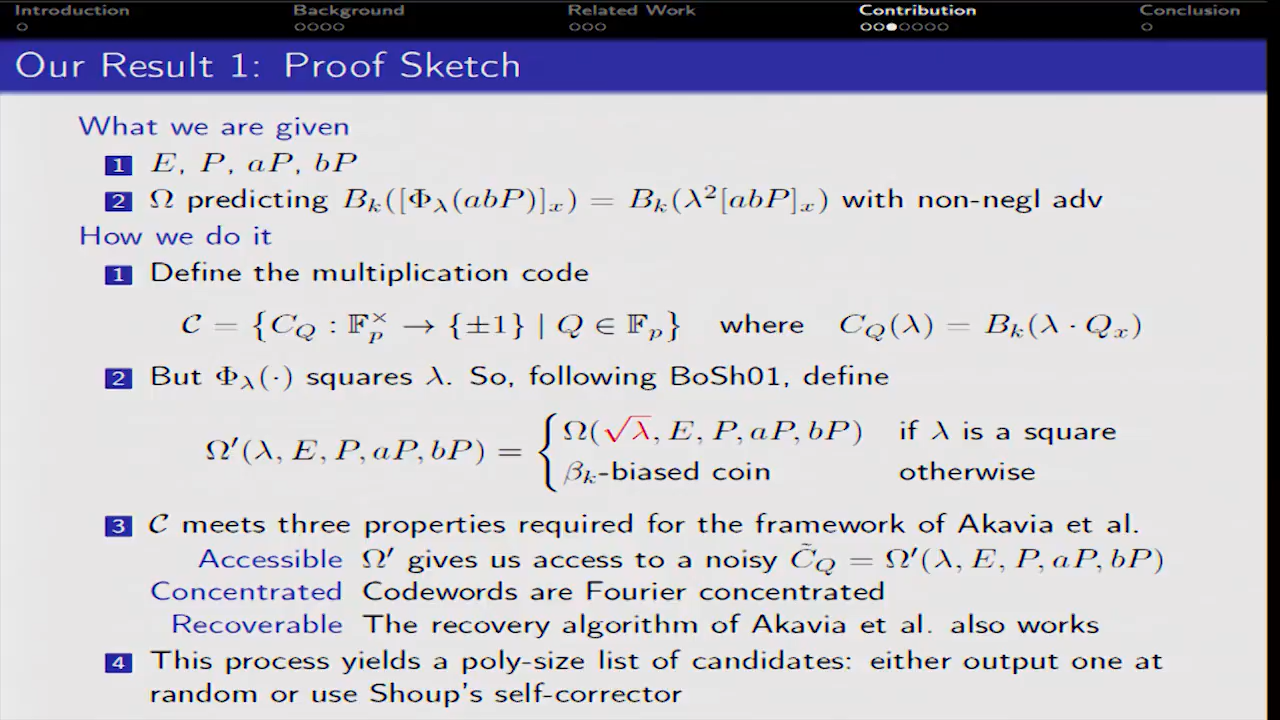 Introduction Background Related Work Contribution Conclusion
Our Result 1: Proof Sketch
What we are given
1 E, P, aP, bP
2 Ω predicting B_k([Φ_λ(abP)]_x) = B_k(λ²[abP]_x) with non-negl adv
How we do it
1 Define the multiplication code
𝒞 = {C_Q : 𝔽_p^× → {±1} | Q ∈ 𝔽_p} where C_Q(λ) = B_k(λ · Q_x)
2 But Φ_λ(·) squares λ. So, following BoSh01, define
Ω′(λ, E, P, aP, bP) = { Ω(√λ, E, P, aP, bP) if λ is a square
β_k-biased coin otherwise
3 𝒞 meets three properties required for the framework of Akavia et al.
Accessible Ω′ gives us access to a noisy C̃_Q = Ω′(λ, E, P, aP, bP)
Concentrated Codewords are Fourier concentrated
Recoverable The recovery algorithm of Akavia et al. also works
4 This process yields a poly-size list of candidates: either output one at
random or use Shoup's self-corrector